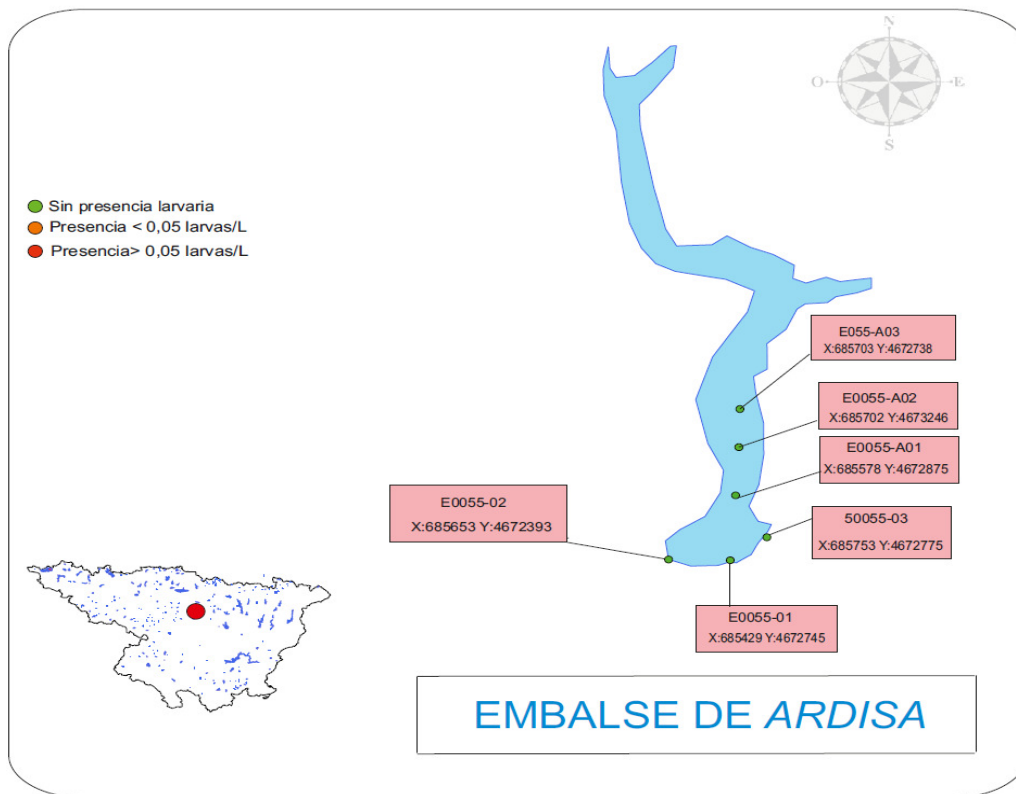 N
O E
S
Sin presencia larvaria
Presencia < 0,05 larvas/L
Presencia> 0,05 larvas/L
E055-A03
X:685703 Y:4672738
E0055-A02
X:685702 Y:4673246
E0055-A01
X:685578 Y:4672875
E0055-02
X:685653 Y:4672393
50055-03
X:685753 Y:4672775
E0055-01
X:685429 Y:4672745
EMBALSE DE ARDISA